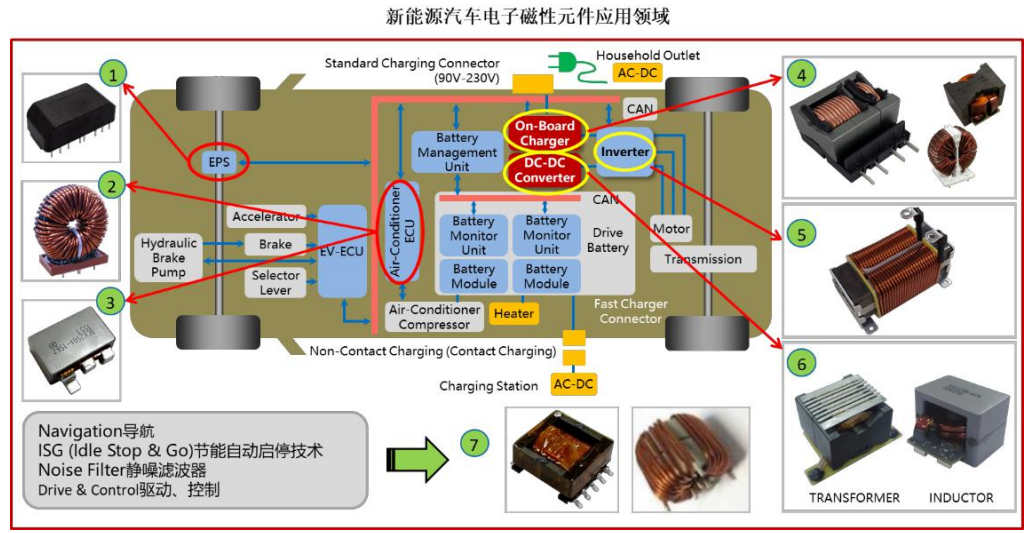 新能源汽车电子磁性元件应用领域
Standard Charging Connector
(90V-230V)
Household Outlet
AC-DC
1
EPS
2
3
4
5
6
7
CAN
On-Board
Charger
DC-DC
Converter
Inverter
Battery
Management
Unit
CAN
Air-Conditioner
ECU
Accelerator
Brake
Selector
Lever
EV-ECU
Hydraulic
Brake
Pump
Battery
Monitor
Unit
Battery
Monitor
Unit
Drive
Battery
Battery
Module
Battery
Module
Motor
Transmission
Air-Conditioner
Compressor
Heater
Fast Charger
Connector
Non-Contact Charging (Contact Charging)
Charging Station
AC-DC
Navigation导航
ISG (Idle Stop & Go)节能自动启停技术
Noise Filter静噪滤波器
Drive & Control驱动、控制
TRANSFORMER
INDUCTOR